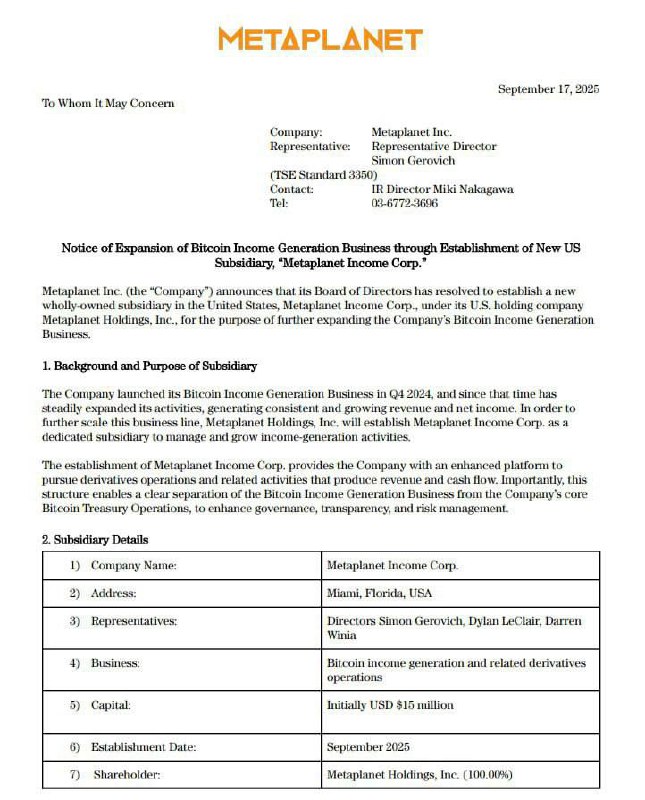 METAPLANET
September 17, 2025
To Whom It May Concern
Company: Metaplanet Inc.
Representative: Representative Director
Simon Gerovich
(TSE Standard 3350)
Contact: IR Director Miki Nakagawa
Tel: 03-6772-3696
Notice of Expansion of Bitcoin Income Generation Business through Establishment of New US
Subsidiary, “Metaplanet Income Corp.”
Metaplanet Inc. (the “Company”) announces that its Board of Directors has resolved to establish a new
wholly-owned subsidiary in the United States, Metaplanet Income Corp., under its U.S. holding company
Metaplanet Holdings, Inc., for the purpose of further expanding the Company’s Bitcoin Income Generation
Business.
1. Background and Purpose of Subsidiary
The Company launched its Bitcoin Income Generation Business in Q4 2024, and since that time has
steadily expanded its activities, generating consistent and growing revenue and net income. In order to
further scale this business line, Metaplanet Holdings, Inc. will establish Metaplanet Income Corp. as a
dedicated subsidiary to manage and grow income-generation activities.
The establishment of Metaplanet Income Corp. provides the Company with an enhanced platform to
pursue derivatives operations and related activities that produce revenue and cash flow. Importantly, this
structure enables a clear separation of the Bitcoin Income Generation Business from the Company’s core
Bitcoin Treasury Operations, to enhance governance, transparency, and risk management.
2. Subsidiary Details
1) Company Name: Metaplanet Income Corp.
2) Address: Miami, Florida, USA
3) Representatives: Directors Simon Gerovich, Dylan LeClair, Darren
Winia
4) Business: Bitcoin income generation and related derivatives
operations
5) Capital: Initially USD $15 million
6) Establishment Date: September 2025
7) Shareholder: Metaplanet Holdings, Inc. (100.00%)